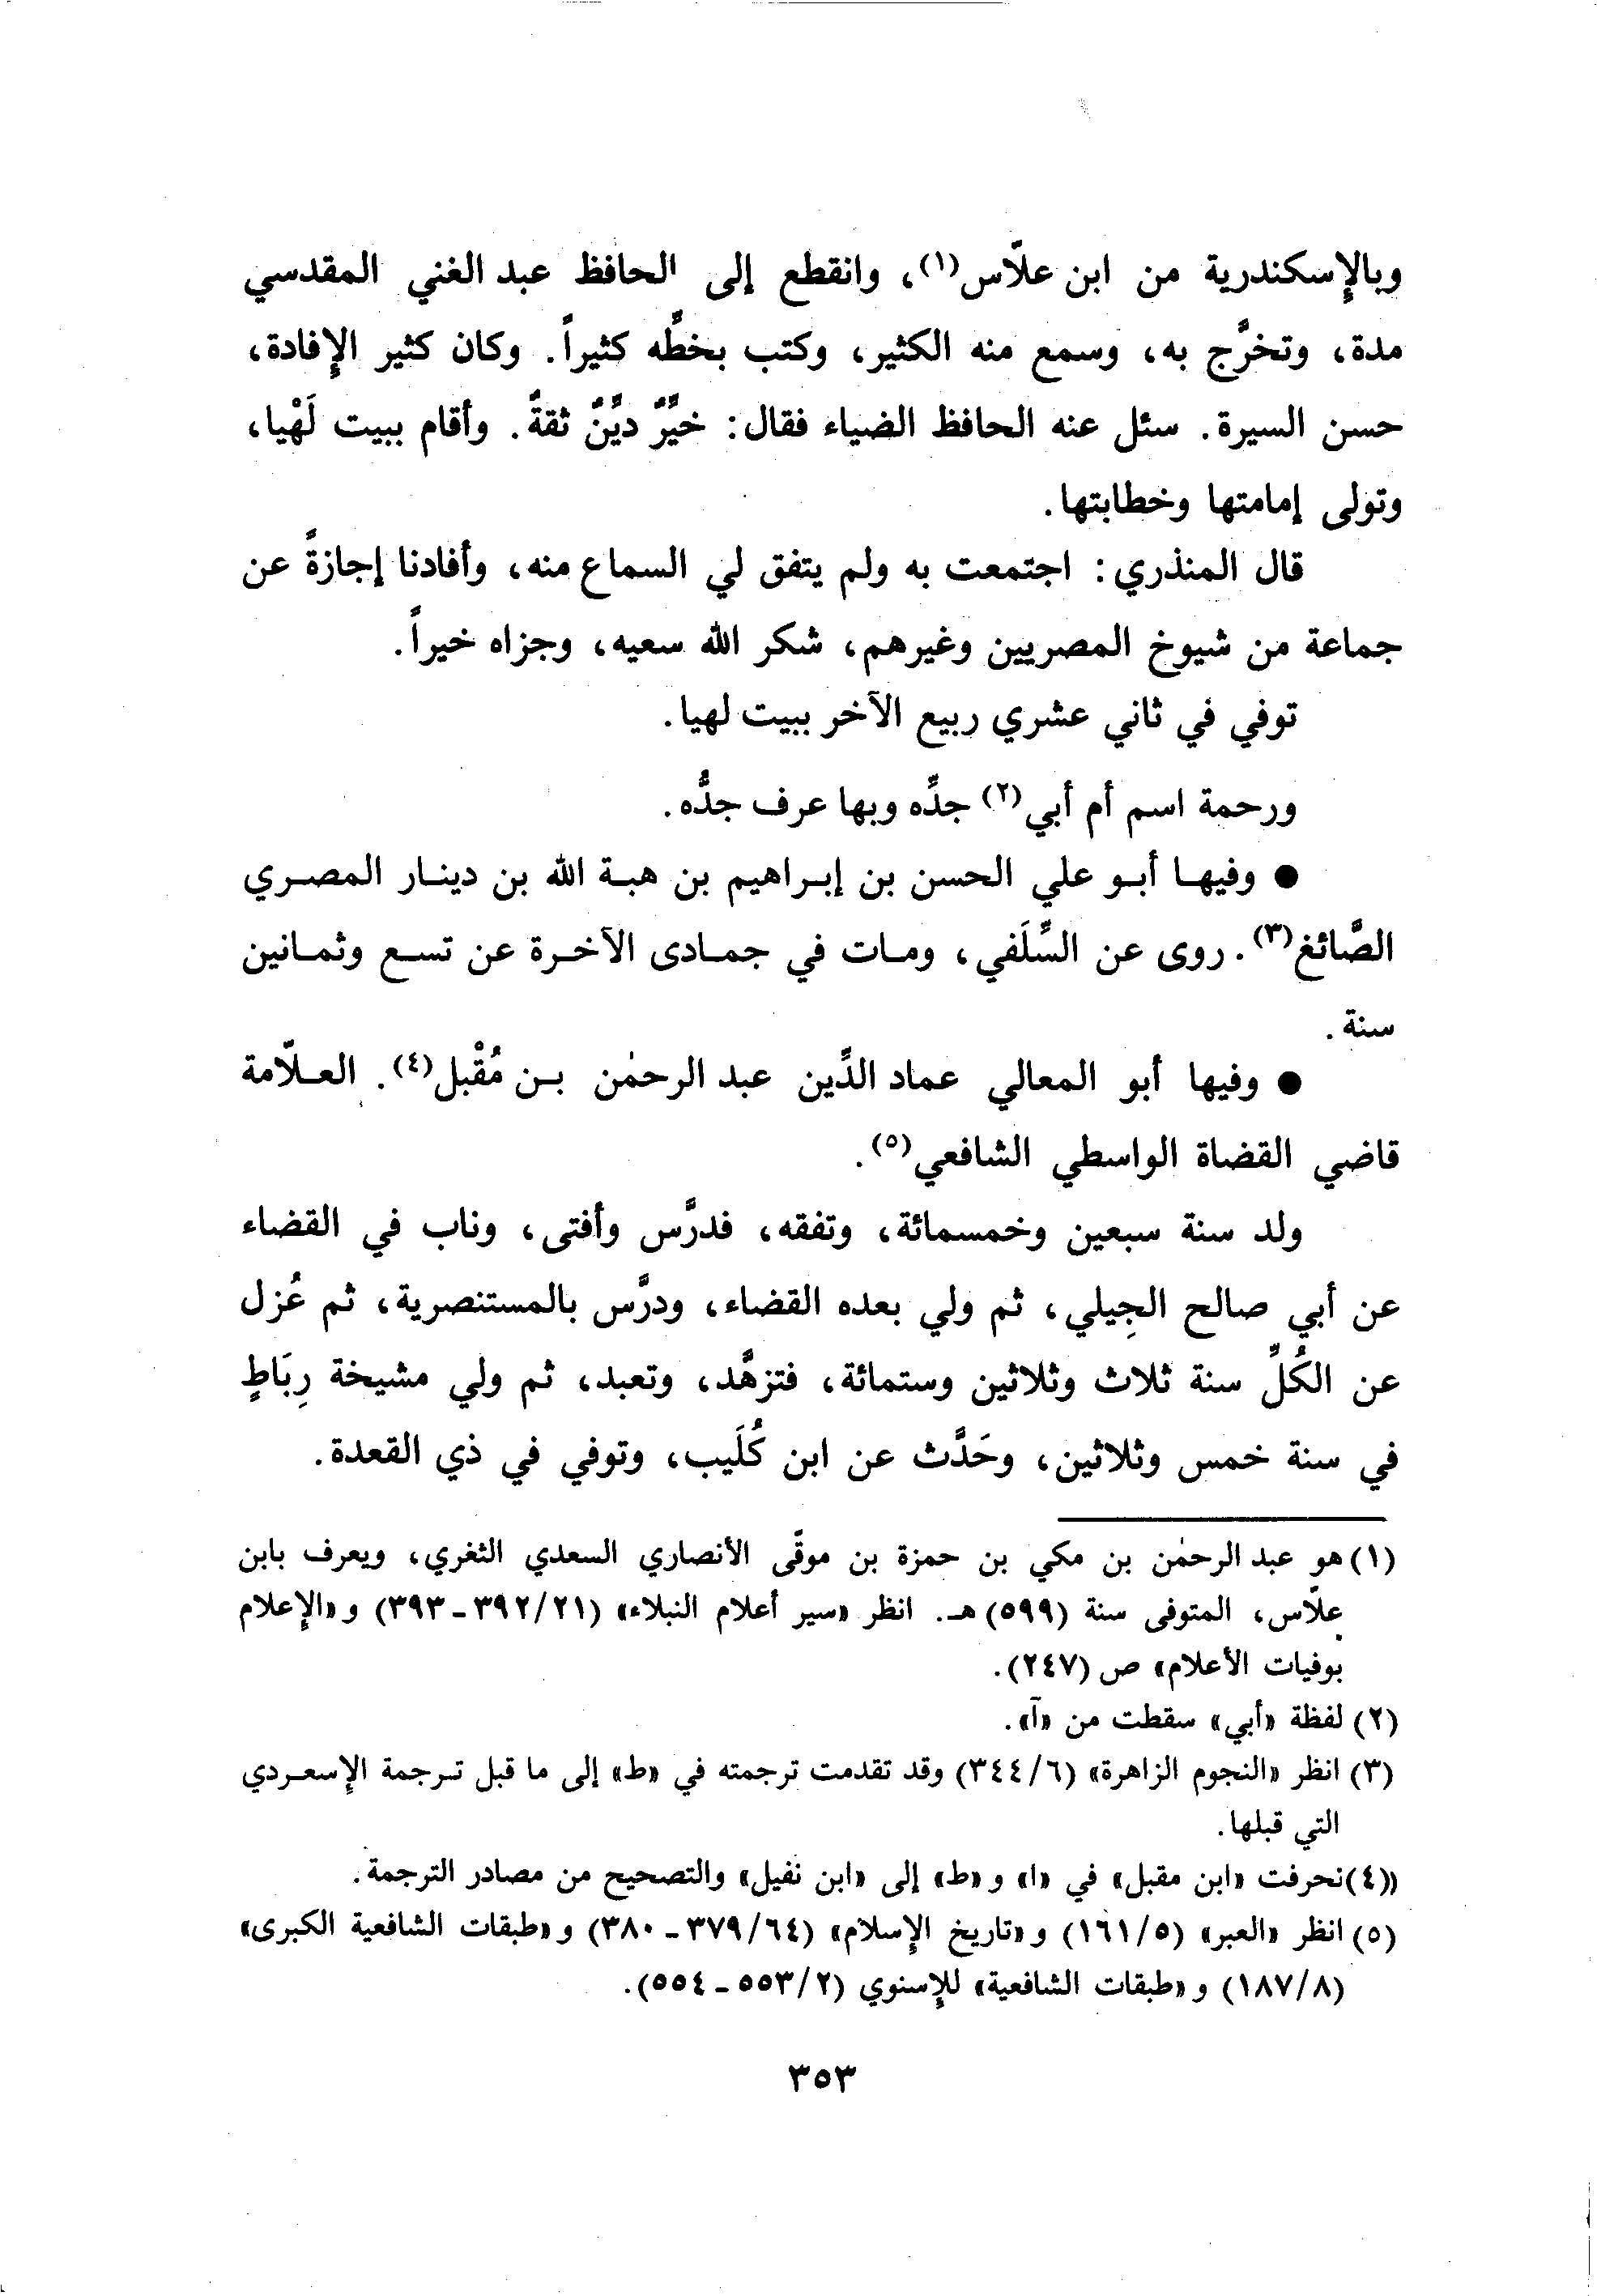 وبالإسكندرية من ابن علّاس(١)، وانقطع إلى الحافظ عبد الغني المقدسي
مدة، وتخرَّج به، وسمع منه الكثير، وكتب بخطِّه كثيراً. وكان كثير الإفادة،
حسن السيرة. سئل عنه الحافظ الضياء فقال: خيِّرٌ ديِّنٌ ثقةٌ. وأقام ببيت لَهْيا،
وتولى إمامتها وخطابتها.
قال المنذري: اجتمعت به ولم يتفق لي السماع منه، وأفادنا إجازةً عن
جماعة من شيوخ المصريين وغيرهم، شكر الله سعيه، وجزاه خيراً.
توفي في ثاني عشري ربيع الآخر ببيت لهيا.
ورحمة اسم أم أبي(٢) جدِّه وبها عرف جدُّه.
● وفيها أبو علي الحسن بن إبراهيم بن هبة الله بن دينار المصري
الصَّائغ(٣). روى عن السِّلَفي، ومات في جمادى الآخرة عن تسع وثمانين
سنة.
● وفيها أبو المعالي عماد الدِّين عبد الرحمٰن بن مُقْبل(٤). العلّامة
قاضي القضاة الواسطي الشافعي(٥).
ولد سنة سبعين وخمسمائة، وتفقه، فدرَّس وأفتى، وناب في القضاء
عن أبي صالح الجِيلي، ثم ولي بعده القضاء، ودرَّس بالمستنصرية، ثم عُزل
عن الكُلِّ سنة ثلاث وثلاثين وستمائة، فتزهَّد، وتعبد، ثم ولي مشيخة رِبَاطٍ
في سنة خمس وثلاثين، وحَدَّث عن ابن كُلَيب، وتوفي في ذي القعدة.
(١) هو عبد الرحمٰن بن مكي بن حمزة بن موقّى الأنصاري السعدي الثغري، ويعرف بابن
علّاس، المتوفى سنة (٥٩٩) هـ. انظر «سير أعلام النبلاء» (٢١/ ٣٩٢ - ٣٩٣) و «الإعلام
بوفيات الأعلام» ص (٢٤٧).
(٢) لفظة «أبي» سقطت من «آ».
(٣) انظر «النجوم الزاهرة» (٦/ ٣٤٤) وقد تقدمت ترجمته في «ط» إلى ما قبل ترجمة الإسعردي
التي قبلها.
((٤) نحرفت «ابن مقبل» في «ا» و «ط» إلى «ابن نفيل» والتصحيح من مصادر الترجمة.
(٥) انظر «العبر» (٥/ ١٦١) و «تاريخ الإسلام» (٦٤/ ٣٧٩ - ٣٨٠) و «طبقات الشافعية الكبرى»
(٨/ ١٨٧) و «طبقات الشافعية» للإسنوي (٢/ ٥٥٣ - ٥٥٤).
٣٥٣